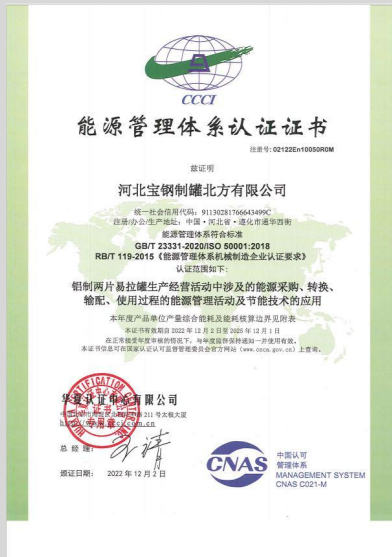 CCCI
能源管理体系认证证书
注册号: 02122En10050R0M
兹证明
河北宝钢制罐北方有限公司
统一社会信用代码: 91130281766643499C
注册/办公/生产地址: 中国·河北省·遵化市通华西街
能源管理体系符合标准
GB/T 23331-2020/ISO 50001:2018
RB/T 119-2015《能源管理体系机械制造企业认证要求》
认证范围如下:
铝制两片易拉罐生产经营活动中涉及的能源采购、转换、
输配、使用过程的能源管理活动及节能技术的应用
本年度产品单位产量综合能耗及能耗核算边界见附表
本证书有效期自 2022 年 12 月 2 日至 2025 年 12 月 1 日
在正常接受年度审核的情况下, 与年度监督保持通知一并使用有效。
本证书信息可在国家认证认可监督管理委员会官方网站 (www.cnca.gov.cn) 上查询。
华夏认证中心有限公司
211 号太极大厦
总 经 理:
颁证日期: 2022 年 12 月 2 日
CNAS
中国认可
管理体系
MANAGEMENT SYSTEM
CNAS C021-M